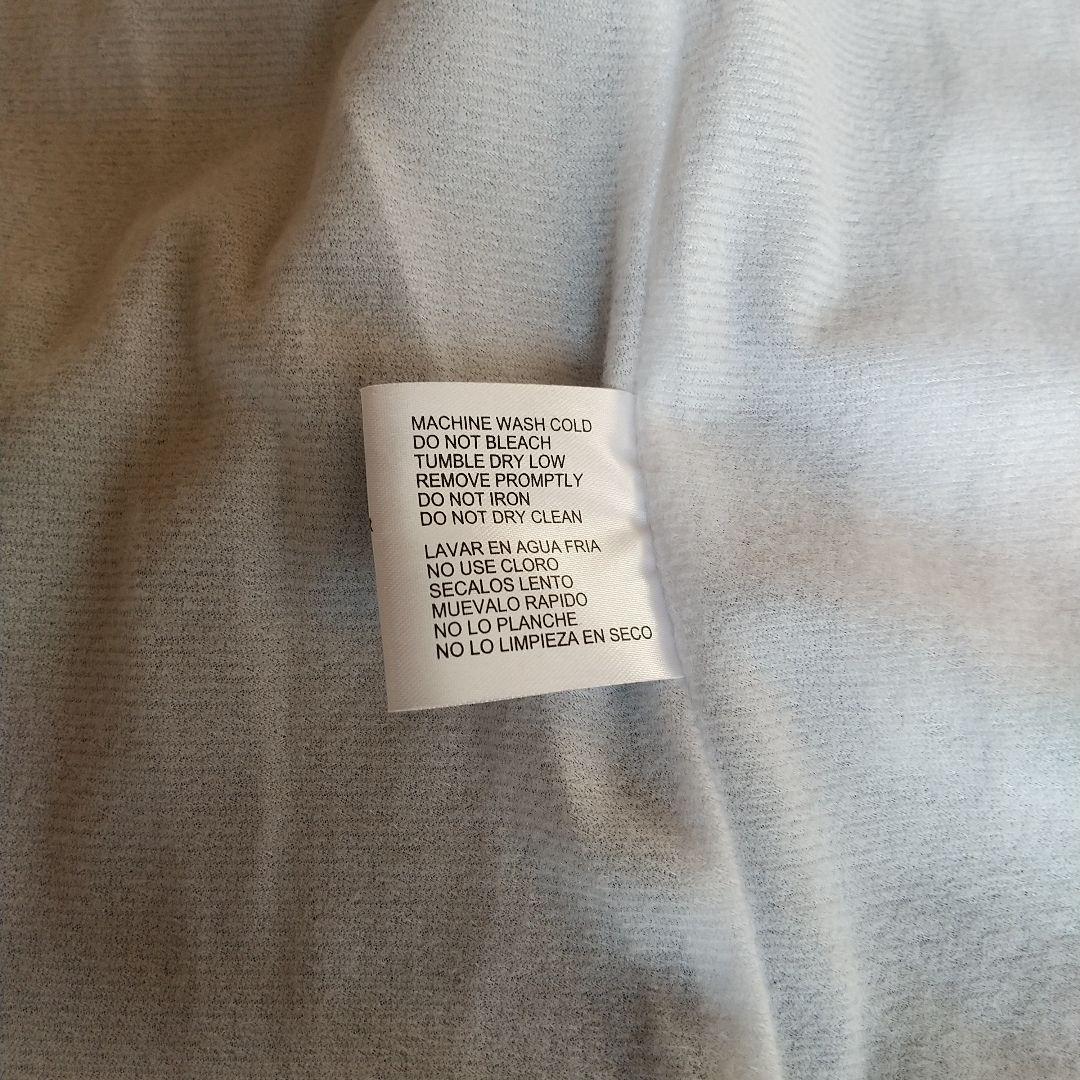 MACHINE WASH COLD
DO NOT BLEACH
TUMBLE DRY LOW
REMOVE PROMPTLY
DO NOT IRON
DO NOT DRY CLEAN
LAVAR EN AGUA FRIA
NO USE CLORO
SECALOS LENTO
MUEVALO RAPIDO
NO LO PLANCHE
NO LO LIMPIEZA EN SECO